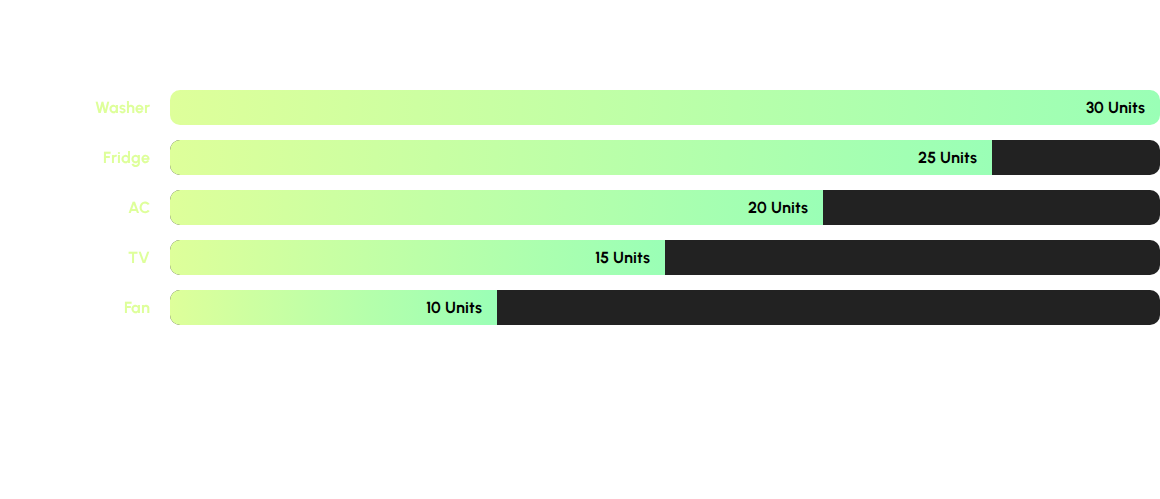 Washer 30 Units
Fridge 25 Units
AC 20 Units
TV 15 Units
Fan 10 Units